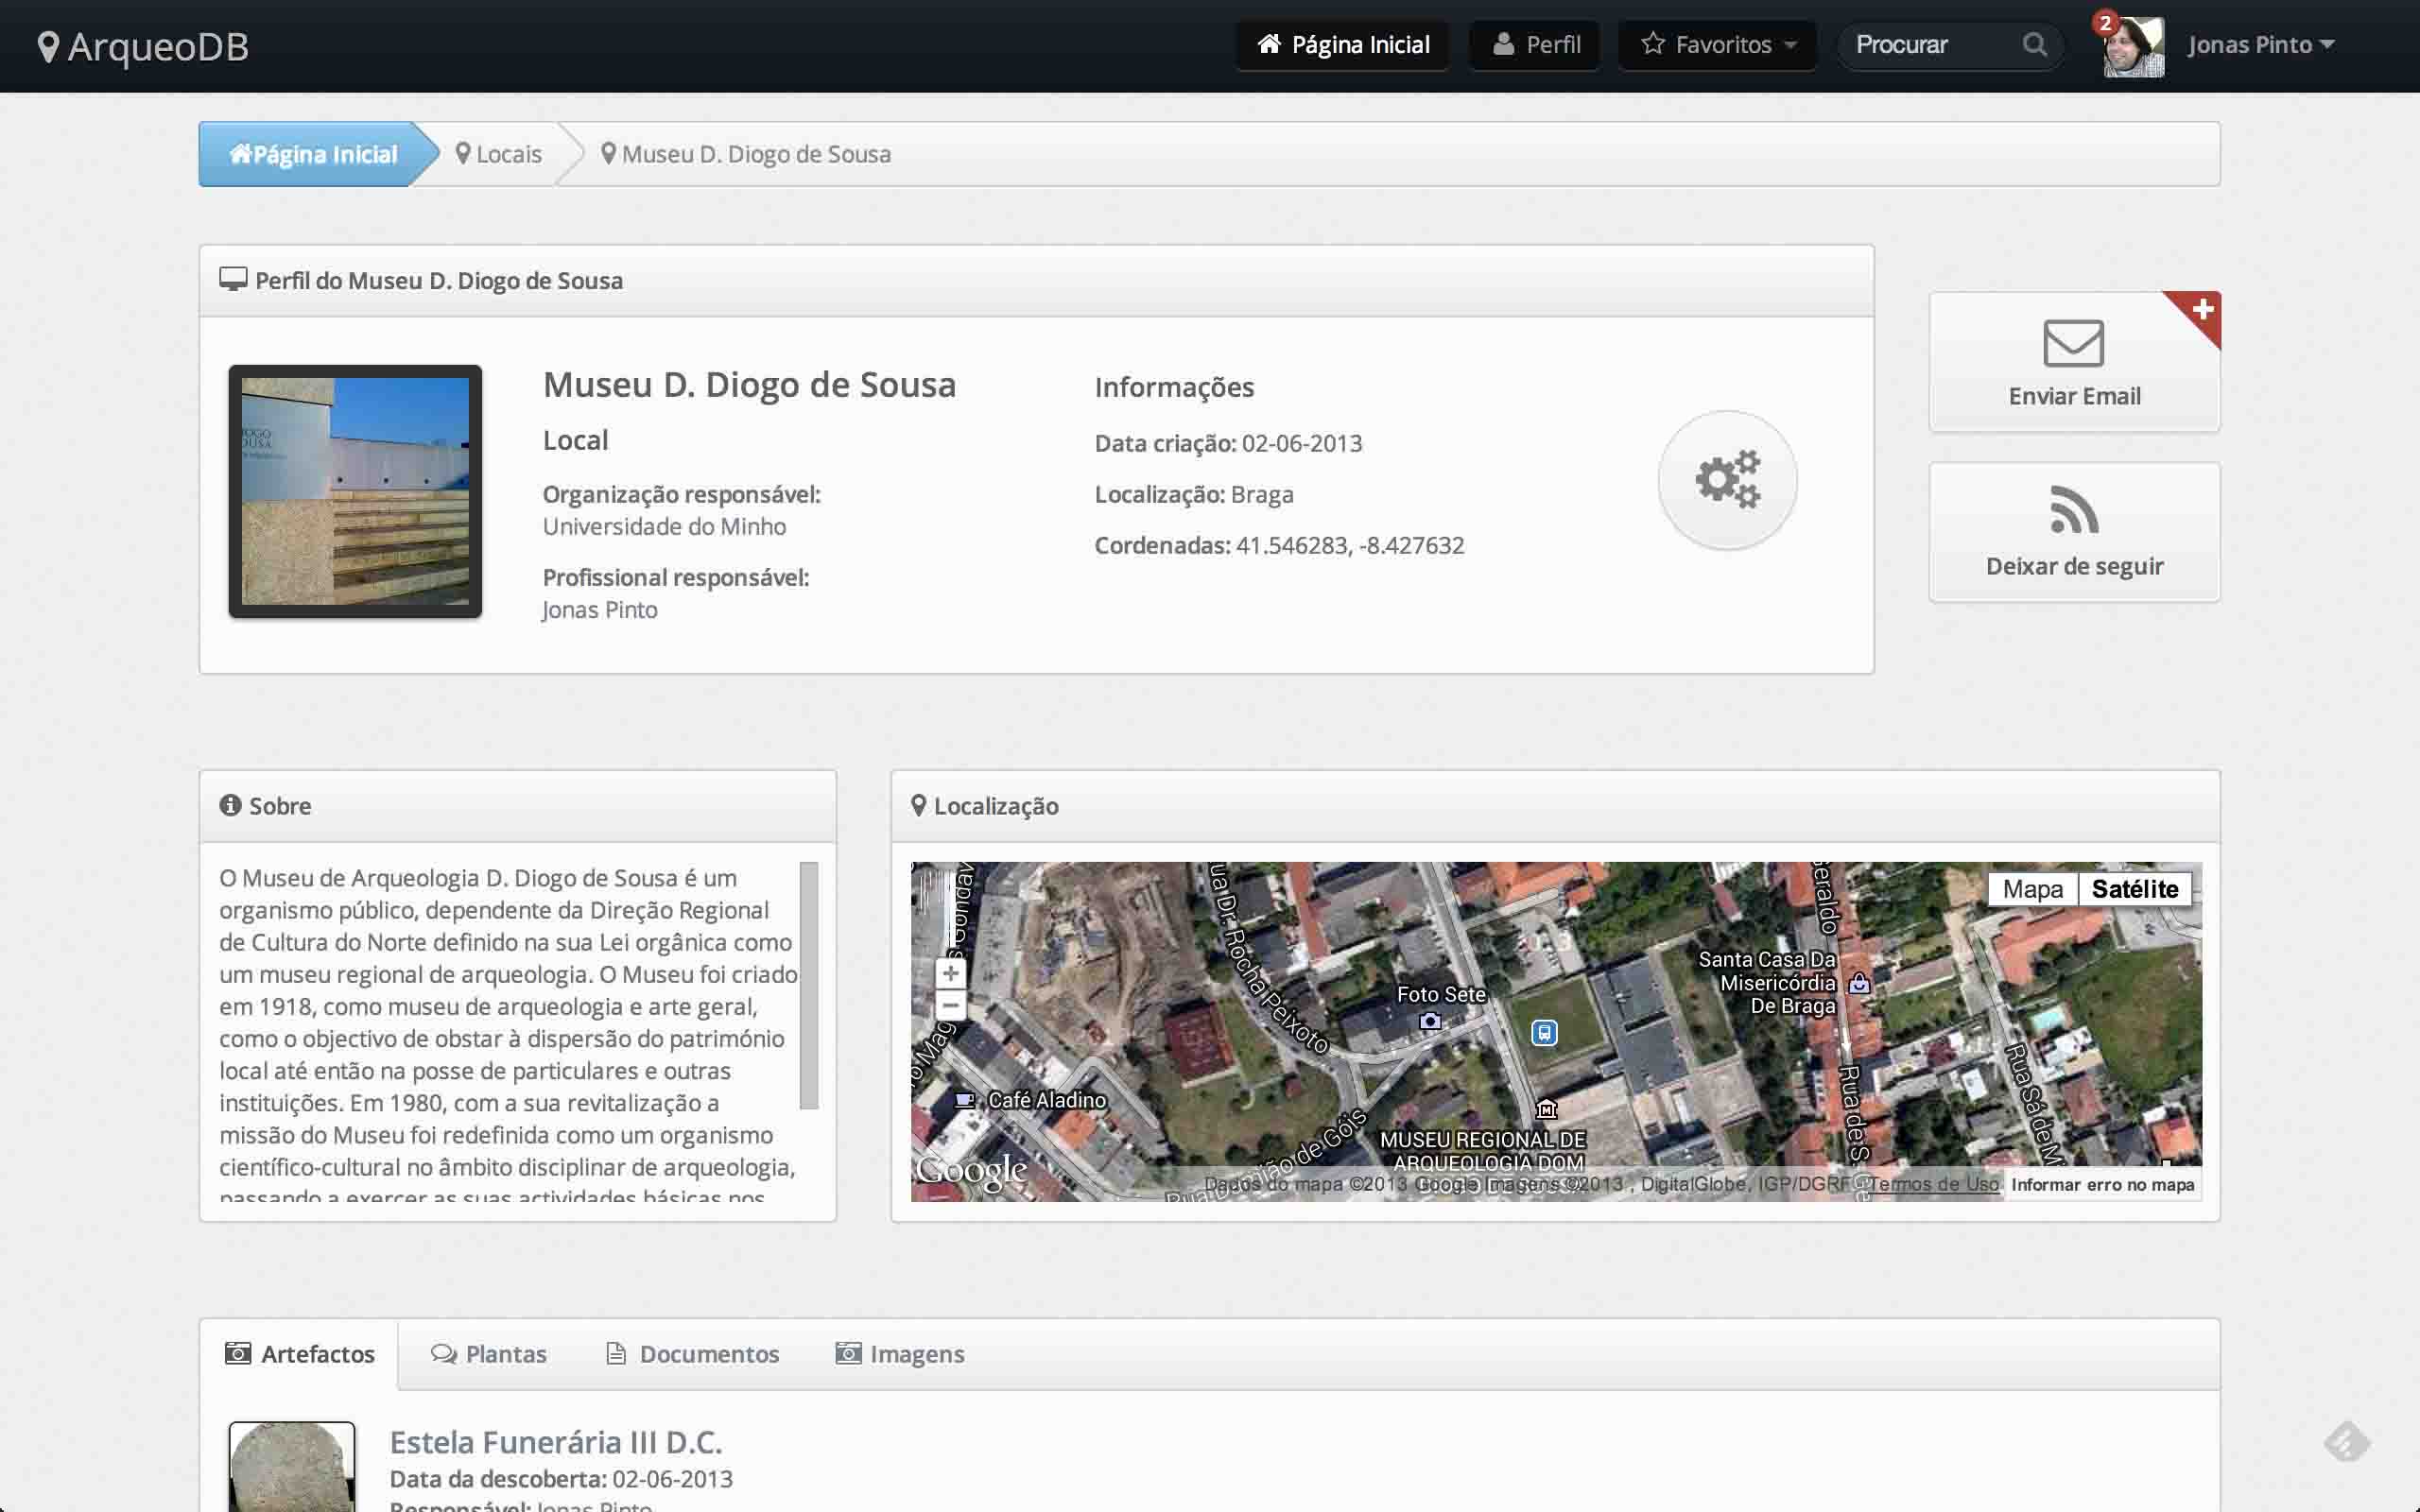 ArqueoDB
Página Inicial
Perfil
Favoritos
Procurar
2
Jonas Pinto
Página Inicial
Locais
Museu D. Diogo de Sousa
Perfil do Museu D. Diogo de Sousa
Museu D. Diogo de Sousa
Local
Organização responsável:
Universidade do Minho
Profissional responsável:
Jonas Pinto
Informações
Data criação: 02-06-2013
Localização: Braga
Cordenadas: 41.546283, -8.427632
Enviar Email
Deixar de seguir
Sobre
O Museu de Arqueologia D. Diogo de Sousa é um
organismo público, dependente da Direção Regional
de Cultura do Norte definido na sua Lei orgânica como
um museu regional de arqueologia. O Museu foi criado
em 1918, como museu de arqueologia e arte geral,
como o objectivo de obstar à dispersão do património
local até então na posse de particulares e outras
instituições. Em 1980, com a sua revitalização a
missão do Museu foi redefinida como um organismo
científico-cultural no âmbito disciplinar de arqueologia,
passando a exercer as suas actividades básicas nos
Localização
Mapa
Satélite
ua Dr Rocha Peixoto
Geraldo
Santa Casa Da
Misericórdia
De Braga
Foto Sete
Café Aladino
Rua de S. Ge
Rua Sá de M
MUSEU REGIONAL DE
ARQUEOLOGIA DOM
Google
Dados do mapa ©2013 Google Imagens ©2013 , DigitalGlobe, IGP/DGRF
Termos de Uso
Informar erro no mapa
Artefactos
Plantas
Documentos
Imagens
Estela Funerária III D.C.
Data da descoberta: 02-06-2013
Responsável: Jonas Pinto